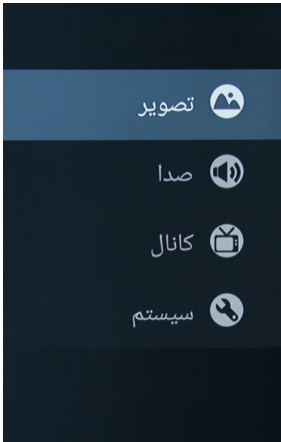 تصویر
صدا
کانال
سیستم